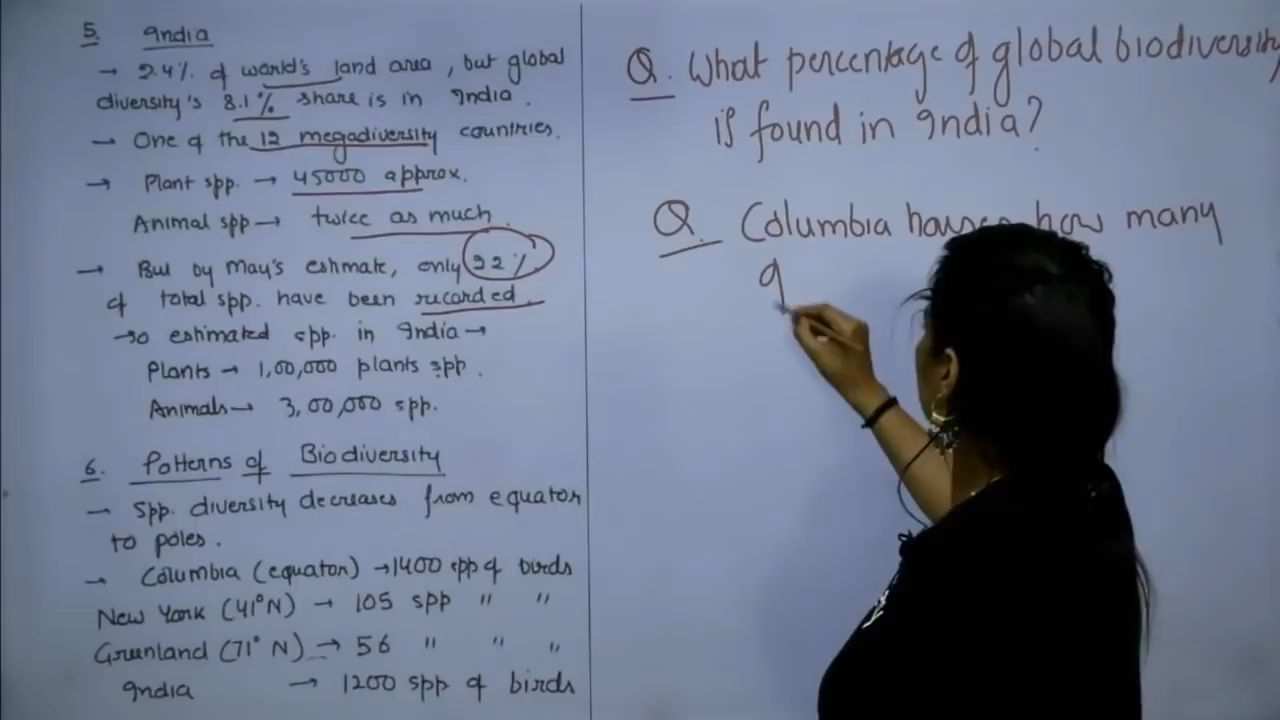 5. India
→ 2.4% of world's land area, but global
diversity's 8.1% share is in India.
→ One of the 12 megadiversity countries.
→ Plant spp. → 45000 approx.
Animal spp → twice as much.
→ But by May's estimate, only 22%
of total spp. have been recorded.
→ so estimated spp. in India →
Plants → 1,00,000 plants spp.
Animals → 3,00,000 spp.
6. Patterns of Biodiversity
→ Spp. diversity decreases from equator
to poles.
→ Columbia (equator) → 1400 spp of birds
New York (41°N) → 105 spp " "
Greenland (71° N) → 56 " " "
India → 1200 spp of birds
Q. What percentage of global biodiversity
is found in India?
Q. Columbia houses how many